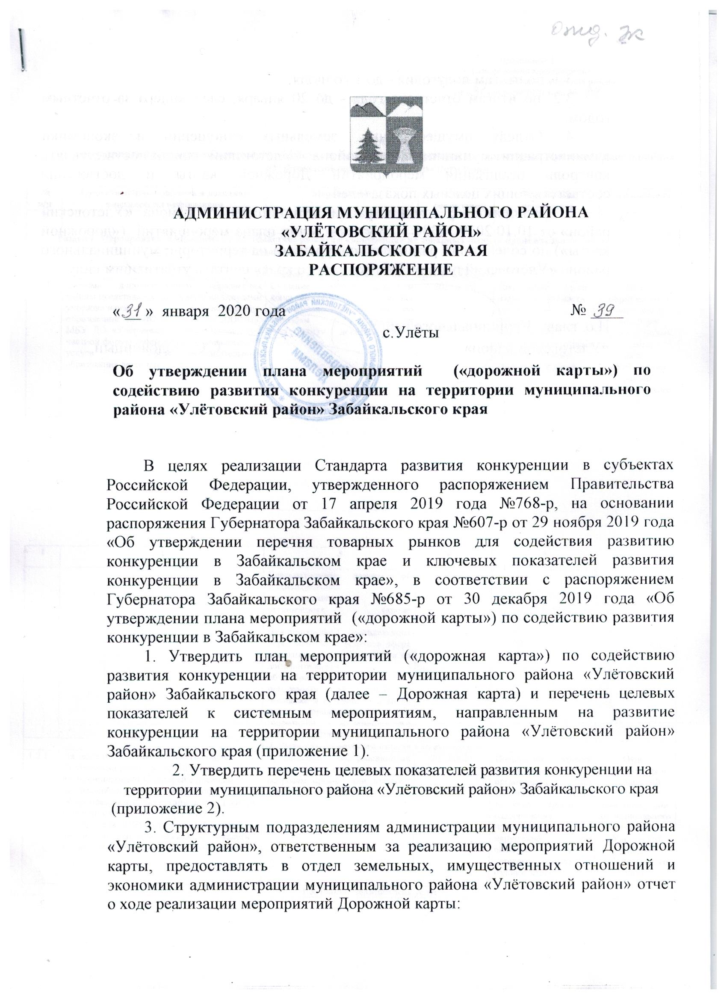 АДМИНИСТРАЦИЯ МУНИЦИПАЛЬНОГО РАЙОНА
«УЛЁТОВСКИЙ РАЙОН»
ЗАБАЙКАЛЬСКОГО КРАЯ
РАСПОРЯЖЕНИЕ
«31» января 2020 года № 39
с.Улёты
Об утверждении плана мероприятий («дорожной карты») по
содействию развития конкуренции на территории муниципального
района «Улётовский район» Забайкальского края
В целях реализации Стандарта развития конкуренции в субъектах
Российской Федерации, утвержденного распоряжением Правительства
Российской Федерации от 17 апреля 2019 года №768-р, на основании
распоряжения Губернатора Забайкальского края №607-р от 29 ноября 2019 года
«Об утверждении перечня товарных рынков для содействия развитию
конкуренции в Забайкальском крае и ключевых показателей развития
конкуренции в Забайкальском крае», в соответствии с распоряжением
Губернатора Забайкальского края №685-р от 30 декабря 2019 года «Об
утверждении плана мероприятий («дорожной карты») по содействию развития
конкуренции в Забайкальском крае»:
1. Утвердить план мероприятий («дорожная карта») по содействию
развития конкуренции на территории муниципального района «Улётовский
район» Забайкальского края (далее – Дорожная карта) и перечень целевых
показателей к системным мероприятиям, направленным на развитие
конкуренции на территории муниципального района «Улётовский район»
Забайкальского края (приложение 1).
2. Утвердить перечень целевых показателей развития конкуренции на
территории муниципального района «Улётовский район» Забайкальского края
(приложение 2).
3. Структурным подразделениям администрации муниципального района
«Улётовский район», ответственным за реализацию мероприятий Дорожной
карты, предоставлять в отдел земельных, имущественных отношений и
экономики администрации муниципального района «Улётовский район» отчет
о ходе реализации мероприятий Дорожной карты: